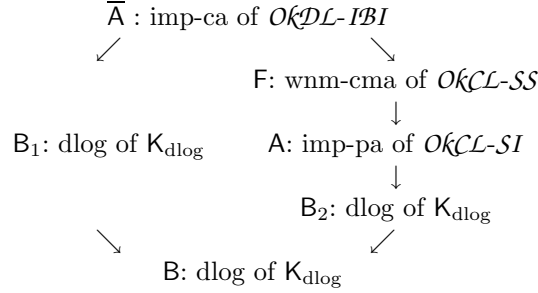 A̅ : imp-ca of OkDL-IBI
F: wnm-cma of OkCL-SS
B₁: dlog of K_dlog A: imp-pa of OkCL-SI
B₂: dlog of K_dlog
B: dlog of K_dlog